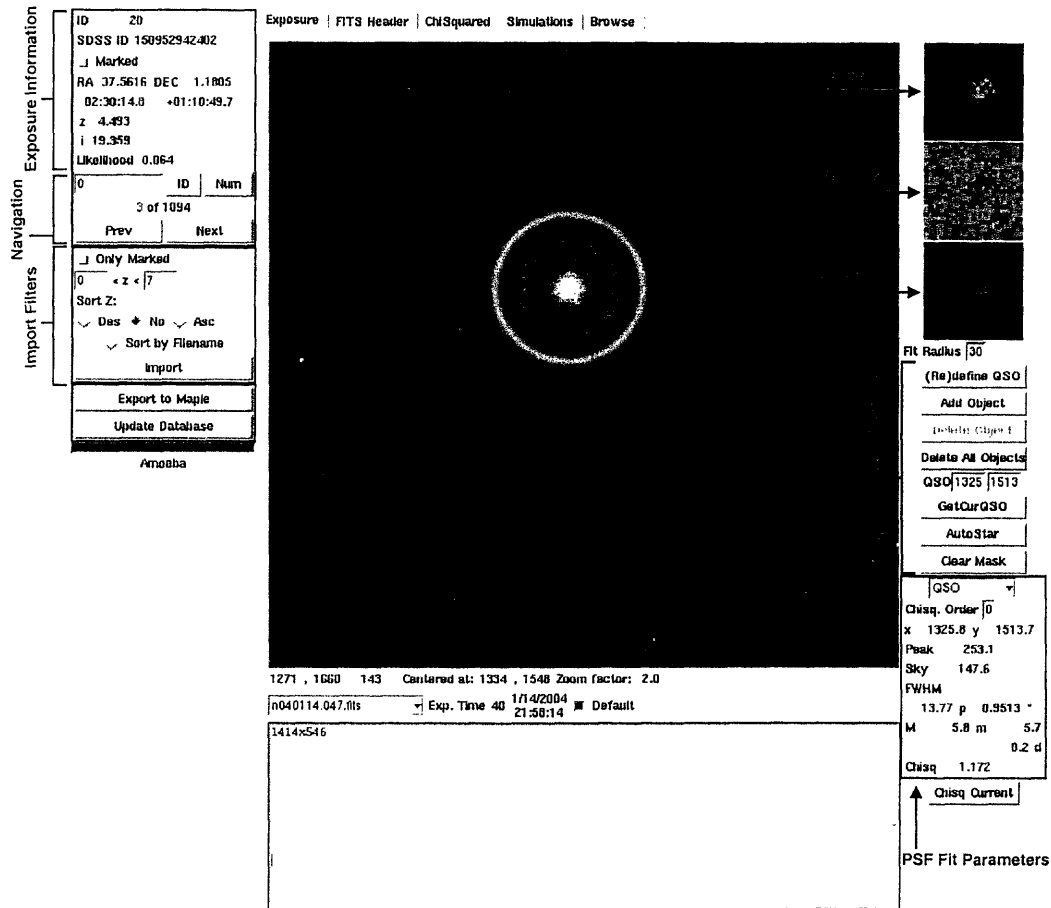 Exposure Information
Navigation
Import Filters
ID 20
SDSS ID 150952942402
Marked
RA 37.5616 DEC 1.1805
02:30:14.8 +01:10:49.7
z 4.493
i 19.359
Likelihood 0.064
0 ID Num
3 of 1094
Prev Next
Only Marked
0 < z < 7
Sort Z:
Des No Asc
Sort by Filename
Import
Export to Maple
Update Database
Amoeba
Exposure | FITS Header | ChiSquared Simulations | Browse
1271 , 1660 143 Centered at: 1334 , 1548 Zoom factor: 2.0
n040114.047.fits Exp. Time 40 1/14/2004 21:58:14 Default
1414x546
Fit Radius 30
(Re)define QSO
Add Object
Delete Object
Delete All Objects
QSO 1325 1513
GetCurQSO
AutoStar
Clear Mask
QSO
Chisq. Order 0
x 1325.8 y 1513.7
Peak 253.1
Sky 147.6
FWHM
13.77 p 0.9513 "
M 5.8 m 5.7
0.2 d
Chisq 1.172
Chisq Current
PSF Fit Parameters